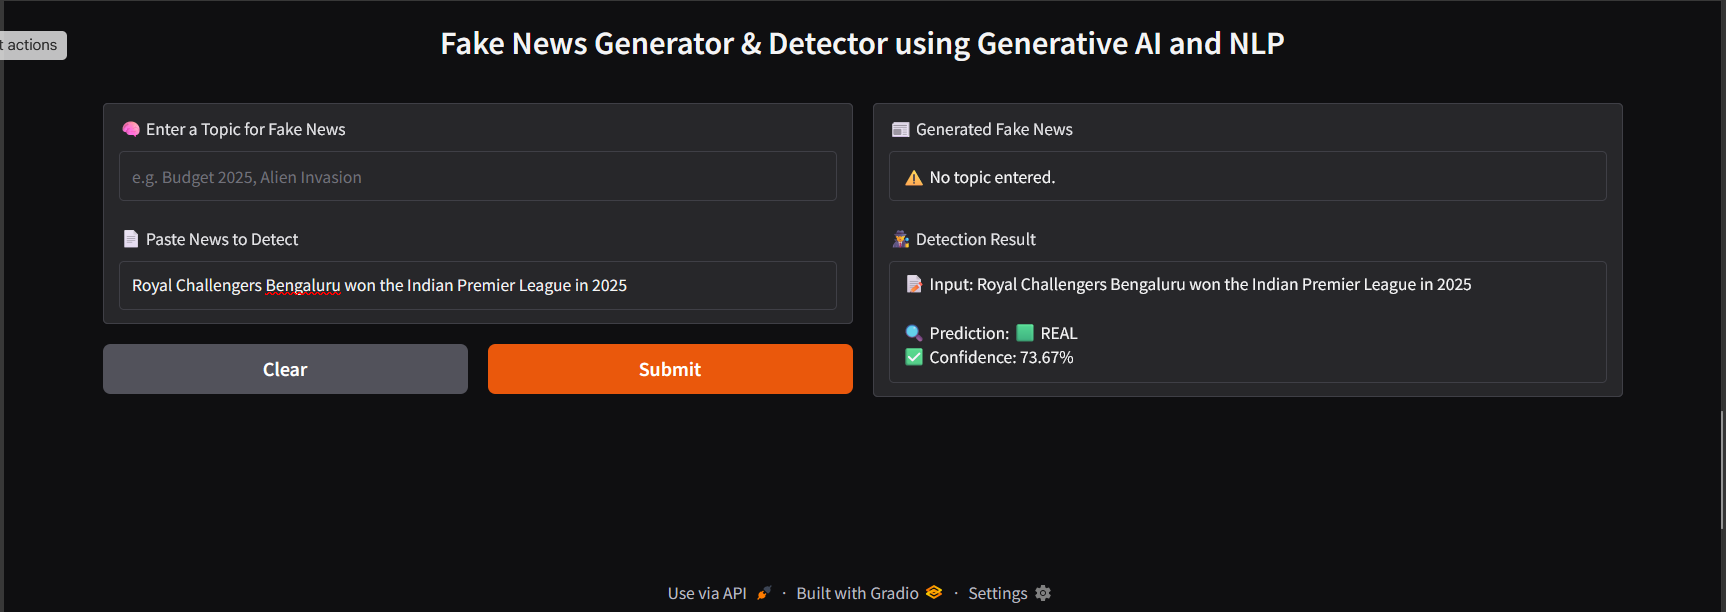 t actions
Fake News Generator & Detector using Generative AI and NLP
🧠 Enter a Topic for Fake News
e.g. Budget 2025, Alien Invasion
📄 Paste News to Detect
Royal Challengers Bengaluru won the Indian Premier League in 2025
Clear
Submit
📰 Generated Fake News
⚠️ No topic entered.
🕵️ Detection Result
📝 Input: Royal Challengers Bengaluru won the Indian Premier League in 2025
🔍 Prediction: 🟩 REAL
✅ Confidence: 73.67%
Use via API 🚀 · Built with Gradio · Settings ⚙️